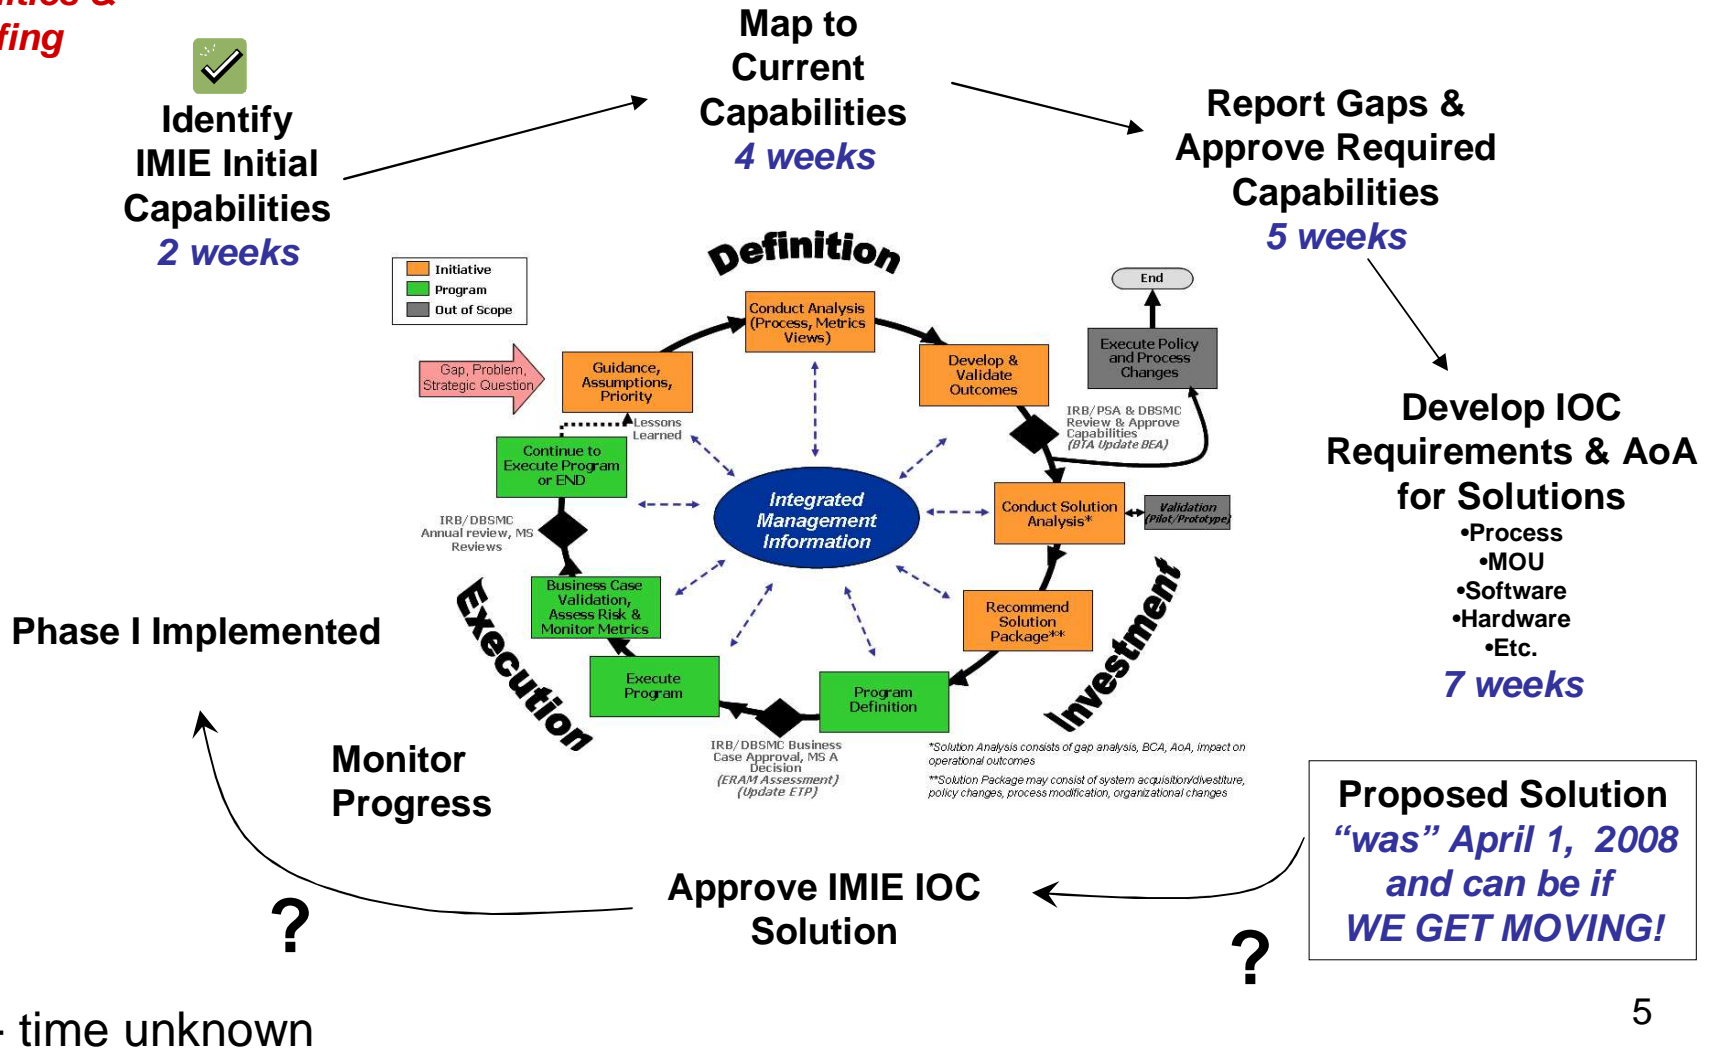 &
Identify
IMIE Initial
Capabilities
2 weeks
Map to
Current
Capabilities
4 weeks
Report Gaps &
Approve Required
Capabilities
5 weeks
Develop IOC
Requirements & AoA
for Solutions
•Process
•MOU
•Software
•Hardware
•Etc.
7 weeks
Proposed Solution
“was” April 1, 2008
and can be if
WE GET MOVING!
?
Approve IMIE IOC
Solution
?
Monitor
Progress
Phase I Implemented
Definition
Investment
Execution
Initiative
Program
Out of Scope
Gap, Problem,
Strategic Question
Guidance,
Assumptions,
Priority
Conduct Analysis
(Process, Metrics
Views)
Develop &
Validate
Outcomes
End
Execute Policy
and Process
Changes
IRB/PSA & DBSMC
Review & Approve
Capabilities
(BTA Update BEA)
Conduct Solution
Analysis*
Validation
(Pilot/Prototype)
Recommend
Solution
Package**
Program
Definition
IRB/DBSMC Business
Case Approval, MS A
Decision
(ERAM Assessment)
(Update ETP)
Execute
Program
Business Case
Validation,
Assess Risk &
Monitor Metrics
IRB/DBSMC
Annual review, MS
Reviews
Continue to
Execute Program
or END
Lessons
Learned
Integrated
Management
Information
*Solution Analysis consists of gap analysis, BCA, AoA, impact on
operational outcomes
**Solution Package may consist of system acquisition/divestiture,
policy changes, process modification, organizational changes
time unknown
5